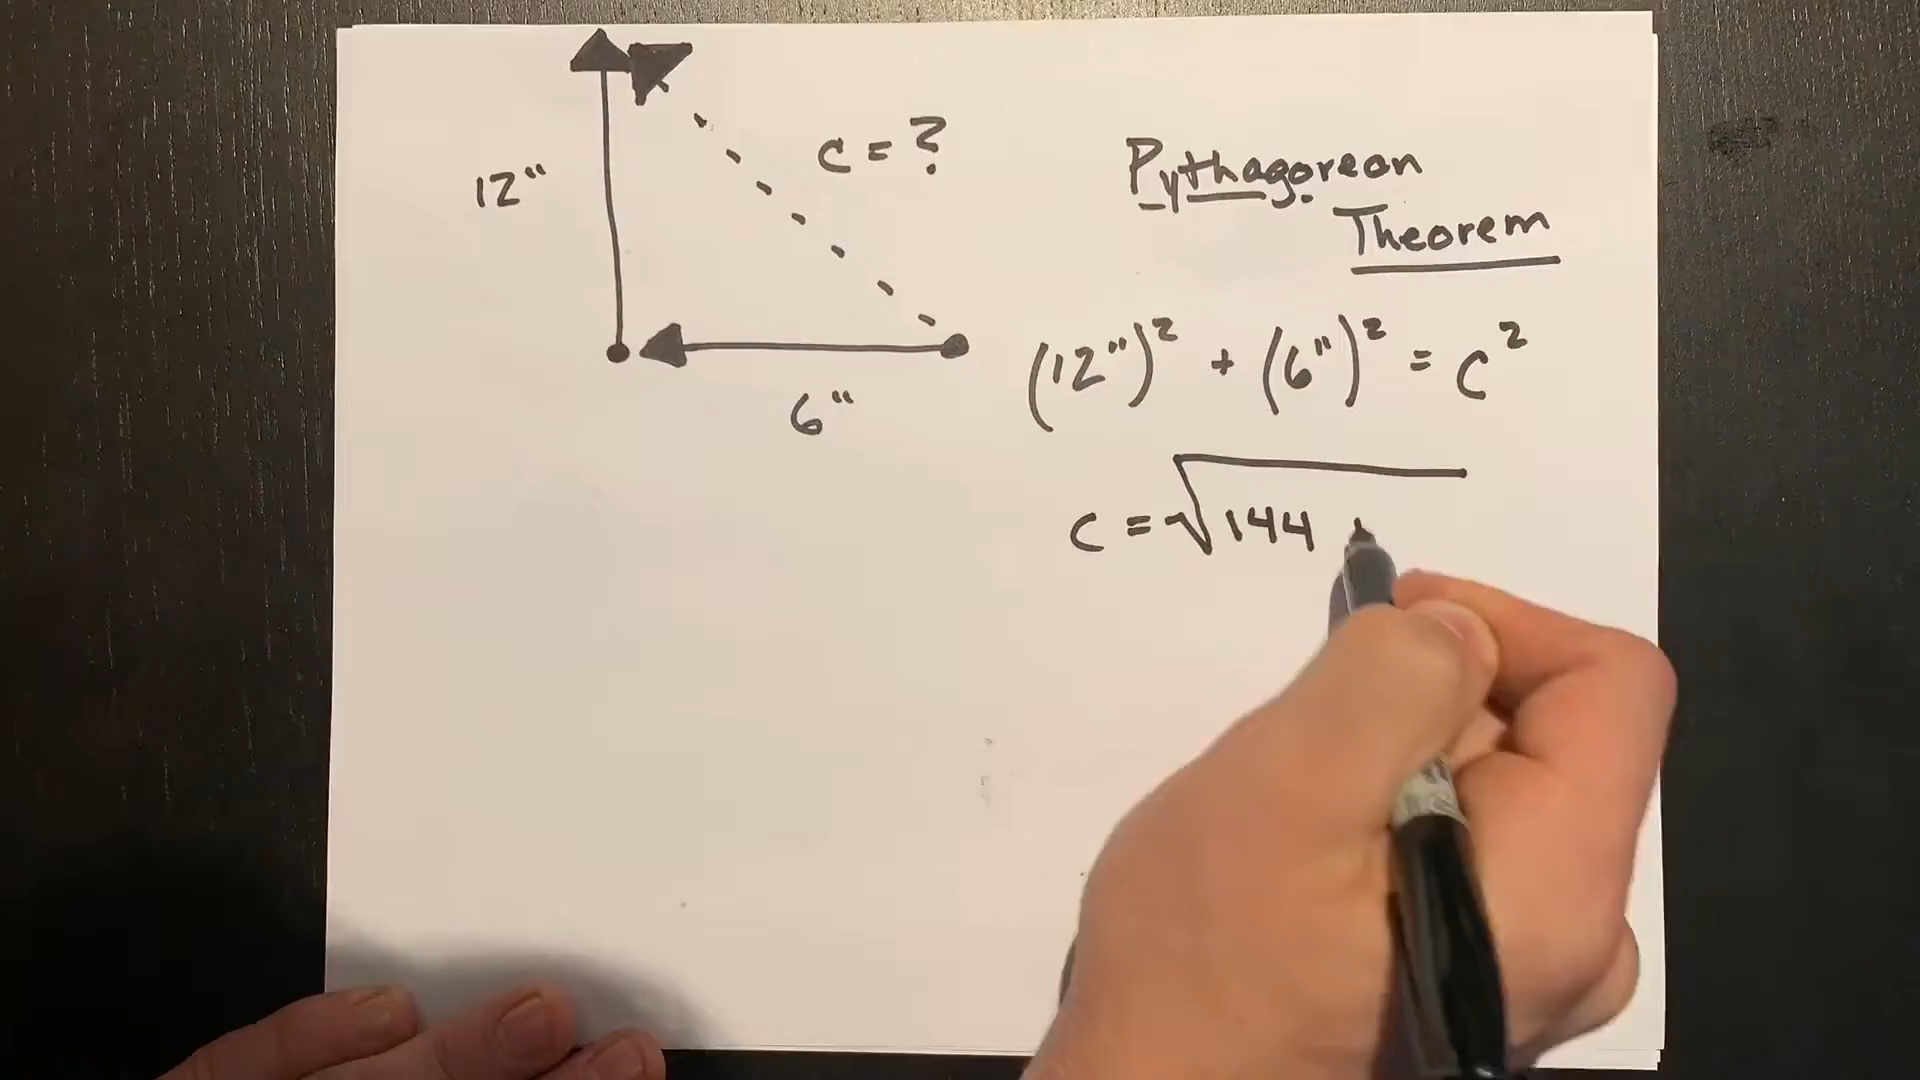 12"
c = ?
6"
Pythagorean
Theorem
(12")² + (6")² = c²
c = √144